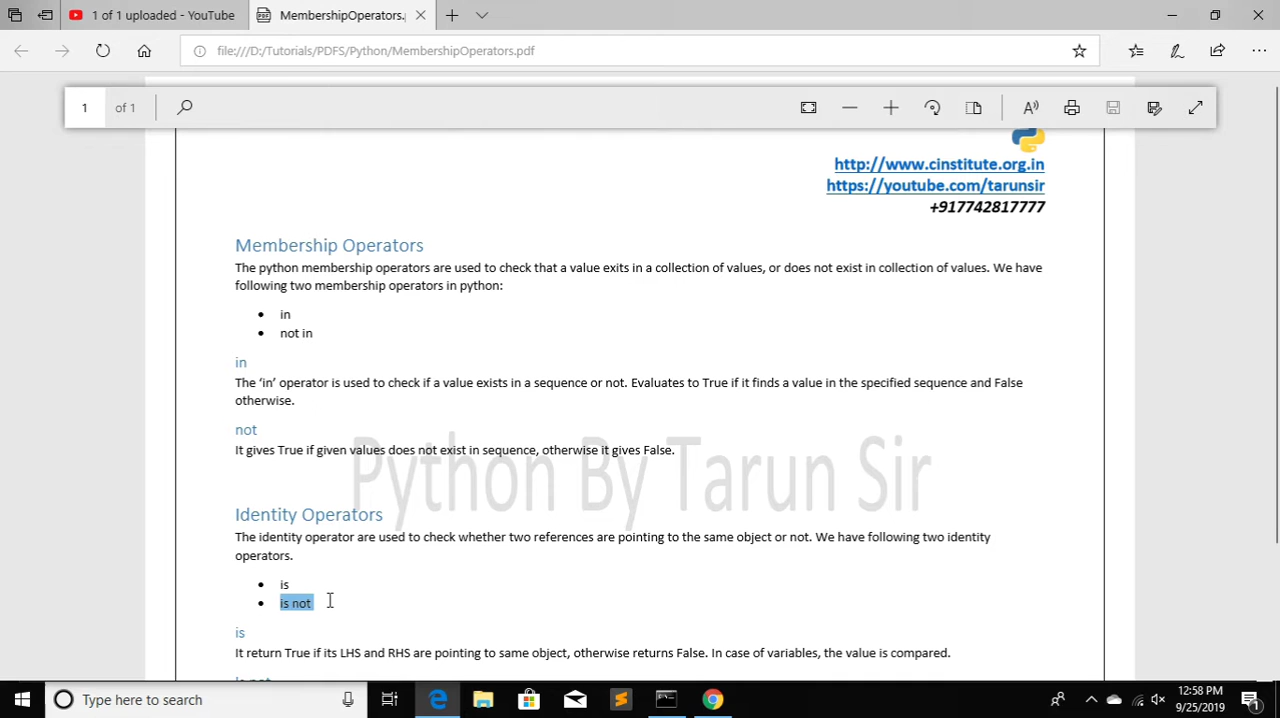 1 of 1 uploaded - YouTube
MembershipOperators.
file:///D:/Tutorials/PDFS/Python/MembershipOperators.pdf
1 of 1
http://www.cinstitute.org.in
https://youtube.com/tarunsir
+917742817777
Membership Operators
The python membership operators are used to check that a value exits in a collection of values, or does not exist in collection of values. We have
following two membership operators in python:
• in
• not in
in
The ‘in’ operator is used to check if a value exists in a sequence or not. Evaluates to True if it finds a value in the specified sequence and False
otherwise.
not
It gives True if given values does not exist in sequence, otherwise it gives False.
Python By Tarun Sir
Identity Operators
The identity operator are used to check whether two references are pointing to the same object or not. We have following two identity
operators.
• is
• is not
is
It return True if its LHS and RHS are pointing to same object, otherwise returns False. In case of variables, the value is compared.
Type here to search
12:58 PM
9/25/2019
1